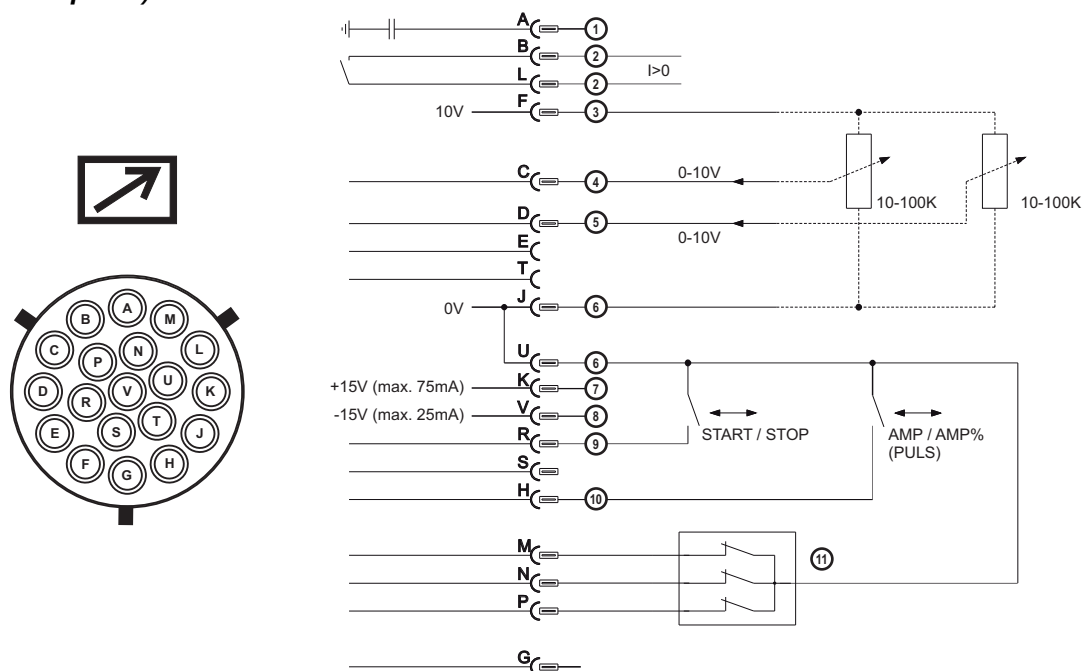 A
1
B
2
I>0
L
2
10V
F
3
C
4
0-10V
10-100K
10-100K
D
5
0-10V
E
T
0V
J
6
U
6
+15V (max. 75mA)
K
7
-15V (max. 25mA)
V
8
START / STOP
AMP / AMP%
(PULS)
R
9
S
H
10
M
11
N
P
G
A
B
M
C
P
N
L
D
R
V
U
K
E
S
T
J
F
G
H